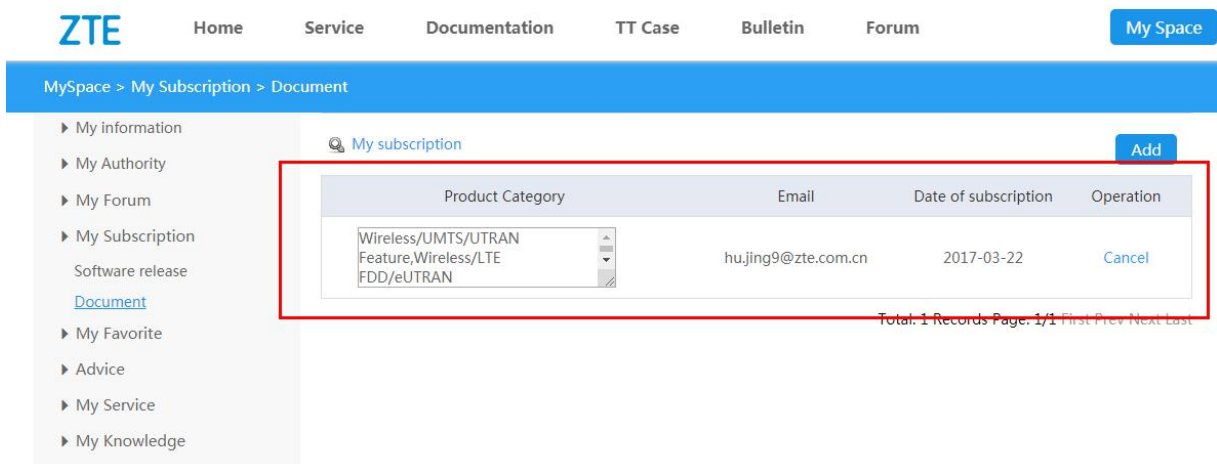 ZTE Home Service Documentation TT Case Bulletin Forum My Space
MySpace > My Subscription > Document
My information
My Authority
My Forum
My Subscription
Software release
Document
My Favorite
Advice
My Service
My Knowledge
My subscription
Add
Product Category Email Date of subscription Operation
Wireless/UMTS/UTRAN
Feature,Wireless/LTE
FDD/eUTRAN
hu.jing9@zte.com.cn 2017-03-22 Cancel
Total: 1 Records Page: 1/1 First Prev Next Last